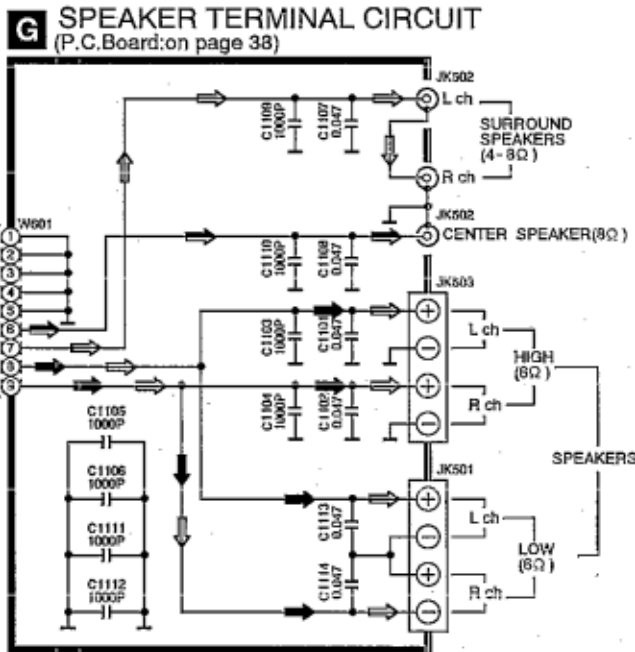 G SPEAKER TERMINAL CIRCUIT
(P.C.Board:on page 38)
JK502
L ch
C1109
1000P
C1107
0.047
SURROUND
SPEAKERS
(4-8Ω)
R ch
W601
JK502
1
CENTER SPEAKER(8Ω)
2
3
C1110
1000P
C1108
0.047
4
JK503
5
6
+
L ch
7
C1103
1000P
C1101
0.047
−
HIGH
(6Ω)
8
9
+
R ch
C1104
1000P
C1102
0.047
−
C1105
1000P
SPEAKERS
C1106
1000P
JK501
+
L ch
C1111
1000P
C1113
0.047
−
LOW
(6Ω)
+
R ch
C1112
1000P
C1114
0.047
−